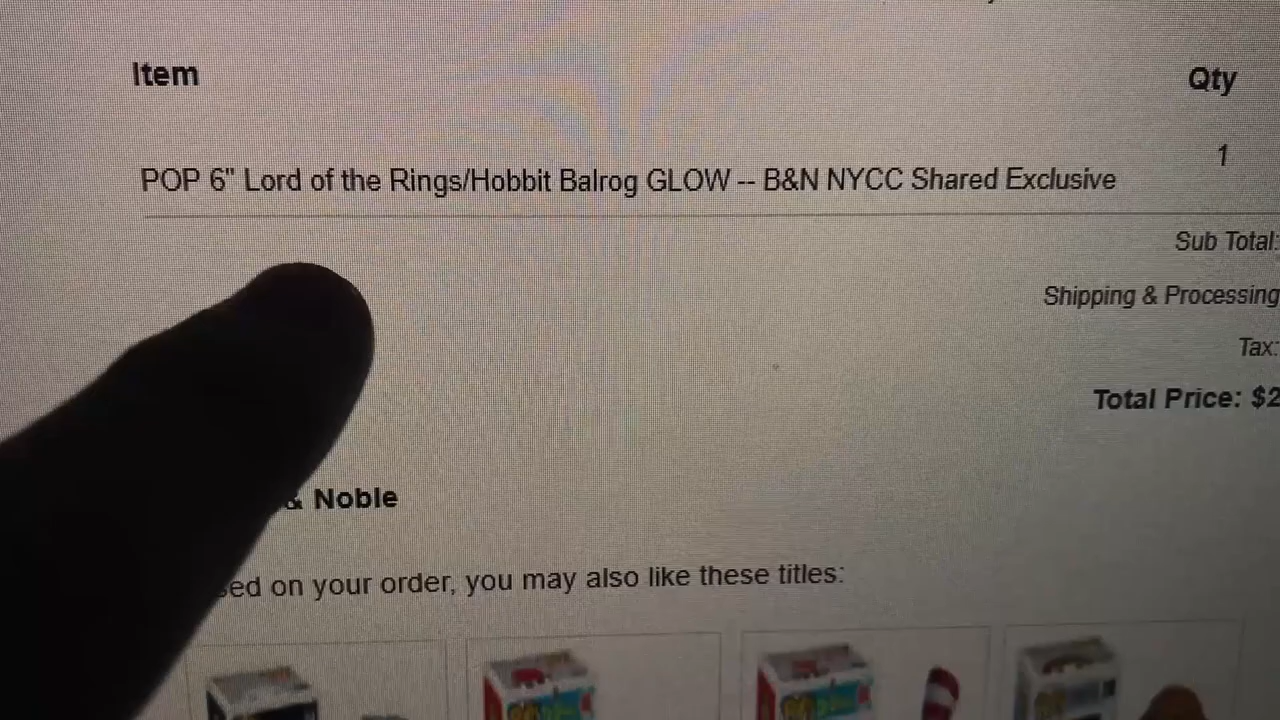 Item Qty
POP 6" Lord of the Rings/Hobbit Balrog GLOW -- B&N NYCC Shared Exclusive 1
Sub Total:
Shipping & Processing
Tax:
Total Price: $2
& Noble
sed on your order, you may also like these titles: